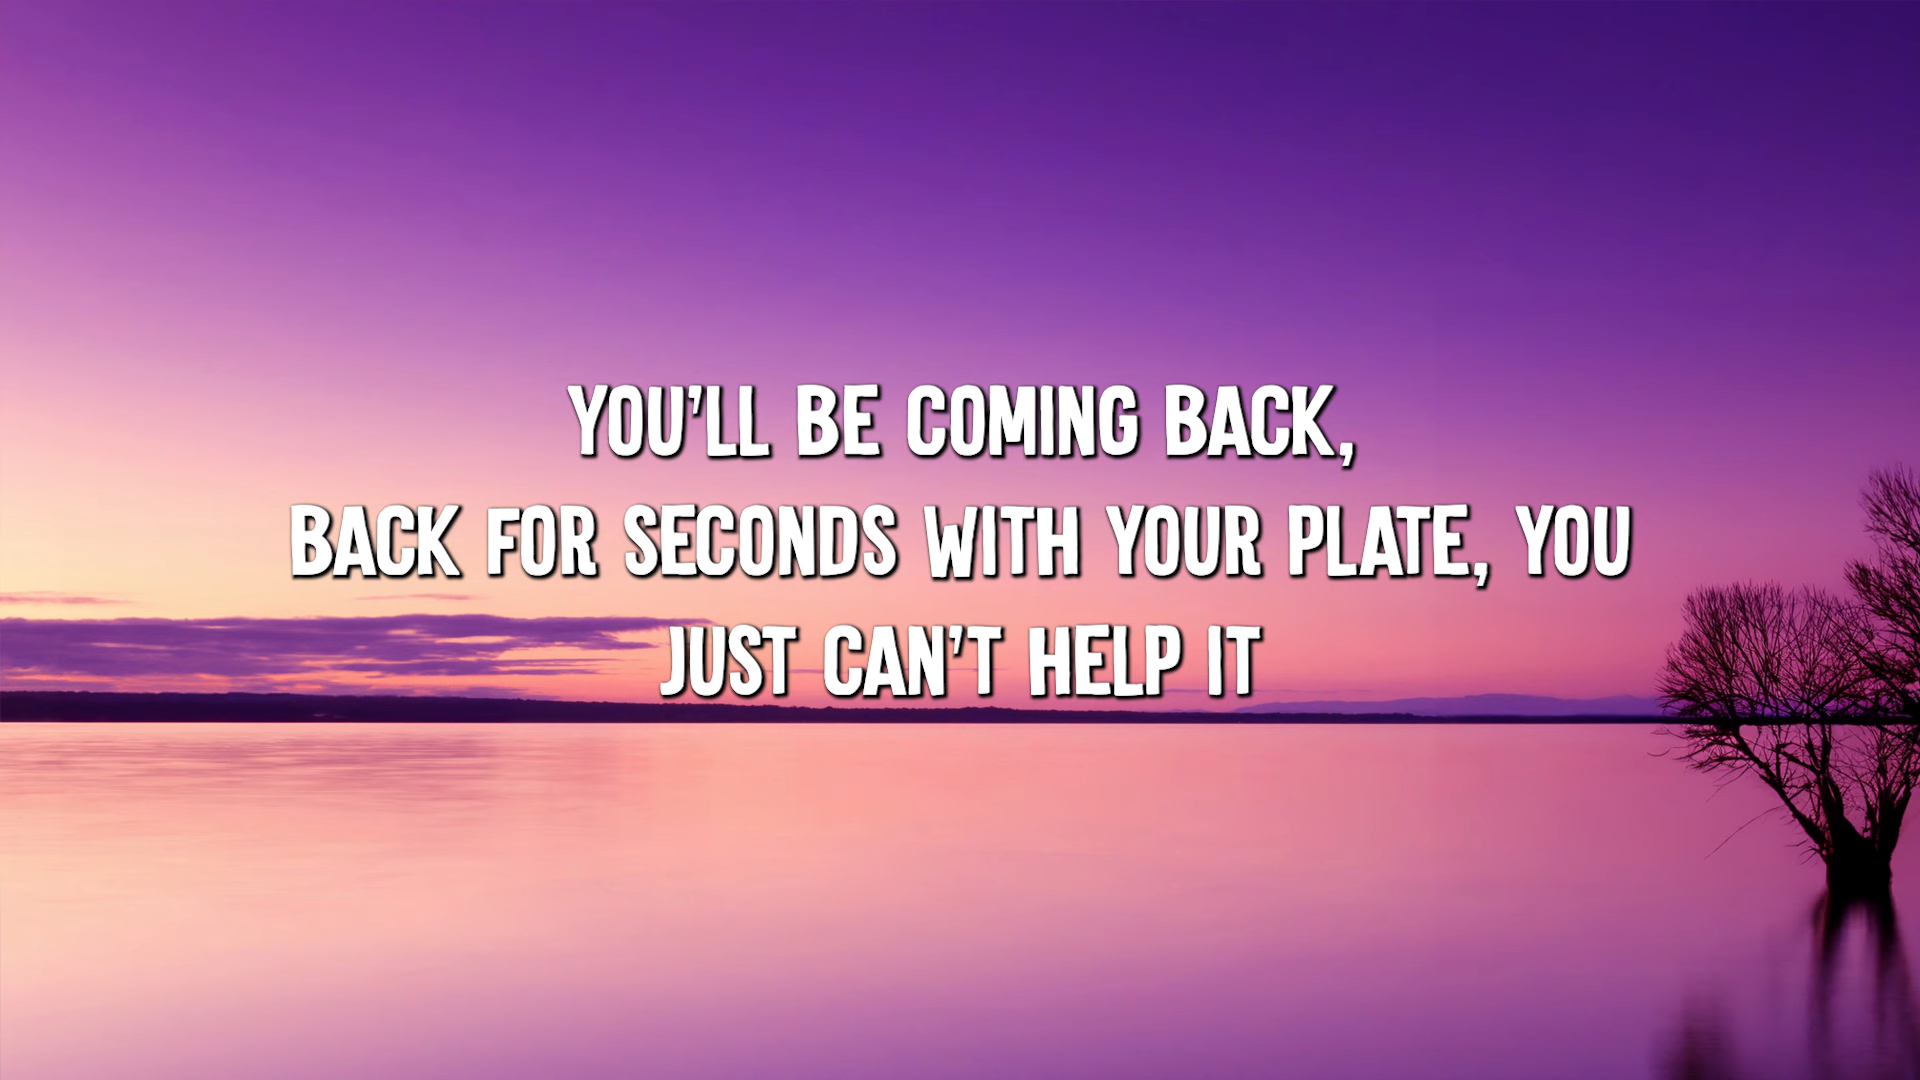 YOU'LL BE COMING BACK,
BACK FOR SECONDS WITH YOUR PLATE, YOU
JUST CAN'T HELP IT